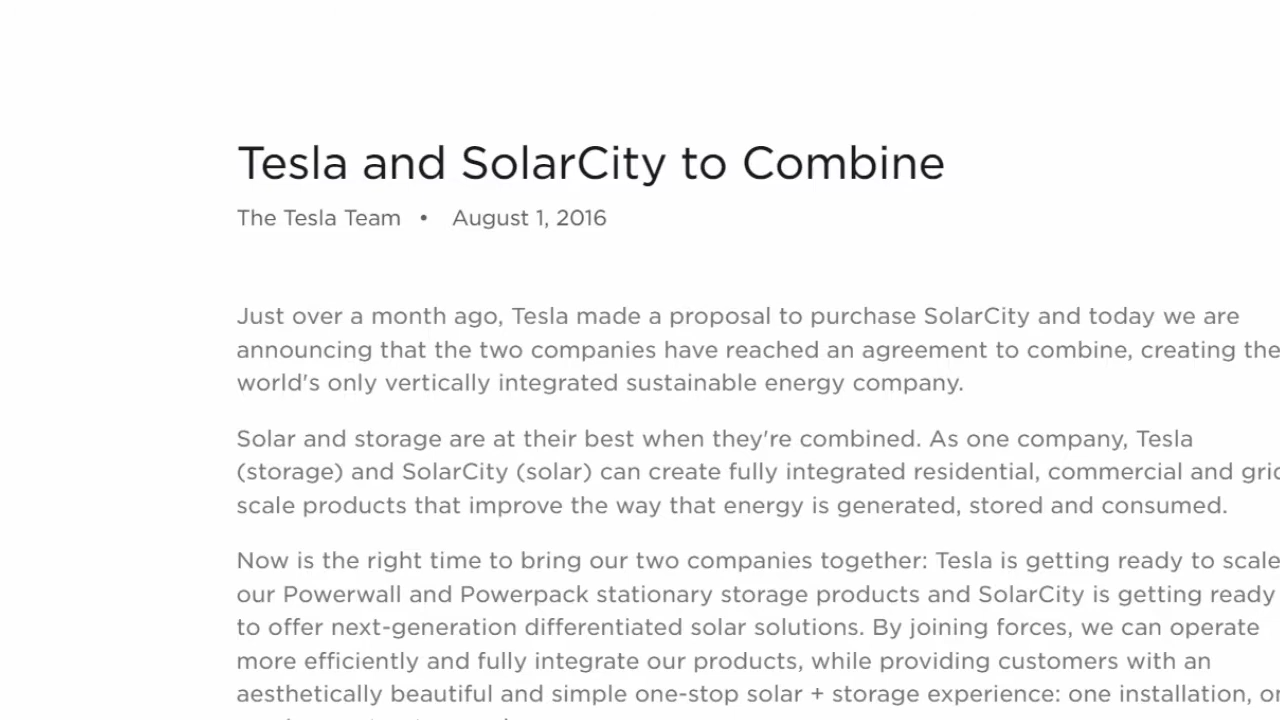 Tesla and SolarCity to Combine
The Tesla Team • August 1, 2016
Just over a month ago, Tesla made a proposal to purchase SolarCity and today we are
announcing that the two companies have reached an agreement to combine, creating the
world's only vertically integrated sustainable energy company.
Solar and storage are at their best when they're combined. As one company, Tesla
(storage) and SolarCity (solar) can create fully integrated residential, commercial and
scale products that improve the way that energy is generated, stored and consumed.
Now is the right time to bring our two companies together: Tesla is getting ready to scale
our Powerwall and Powerpack stationary storage products and SolarCity is getting ready
to offer next-generation differentiated solar solutions. By joining forces, we can operate
more efficiently and fully integrate our products, while providing customers with an
aesthetically beautiful and simple one-stop solar + storage experience: one installation,